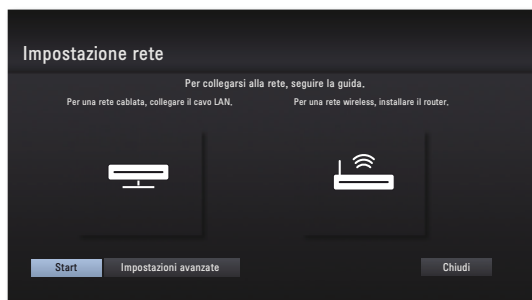 Impostazione rete
Per collegarsi alla rete, seguire la guida.
Per una rete cablata, collegare il cavo LAN.
Per una rete wireless, installare il router.
Start
Impostazioni avanzate
Chiudi